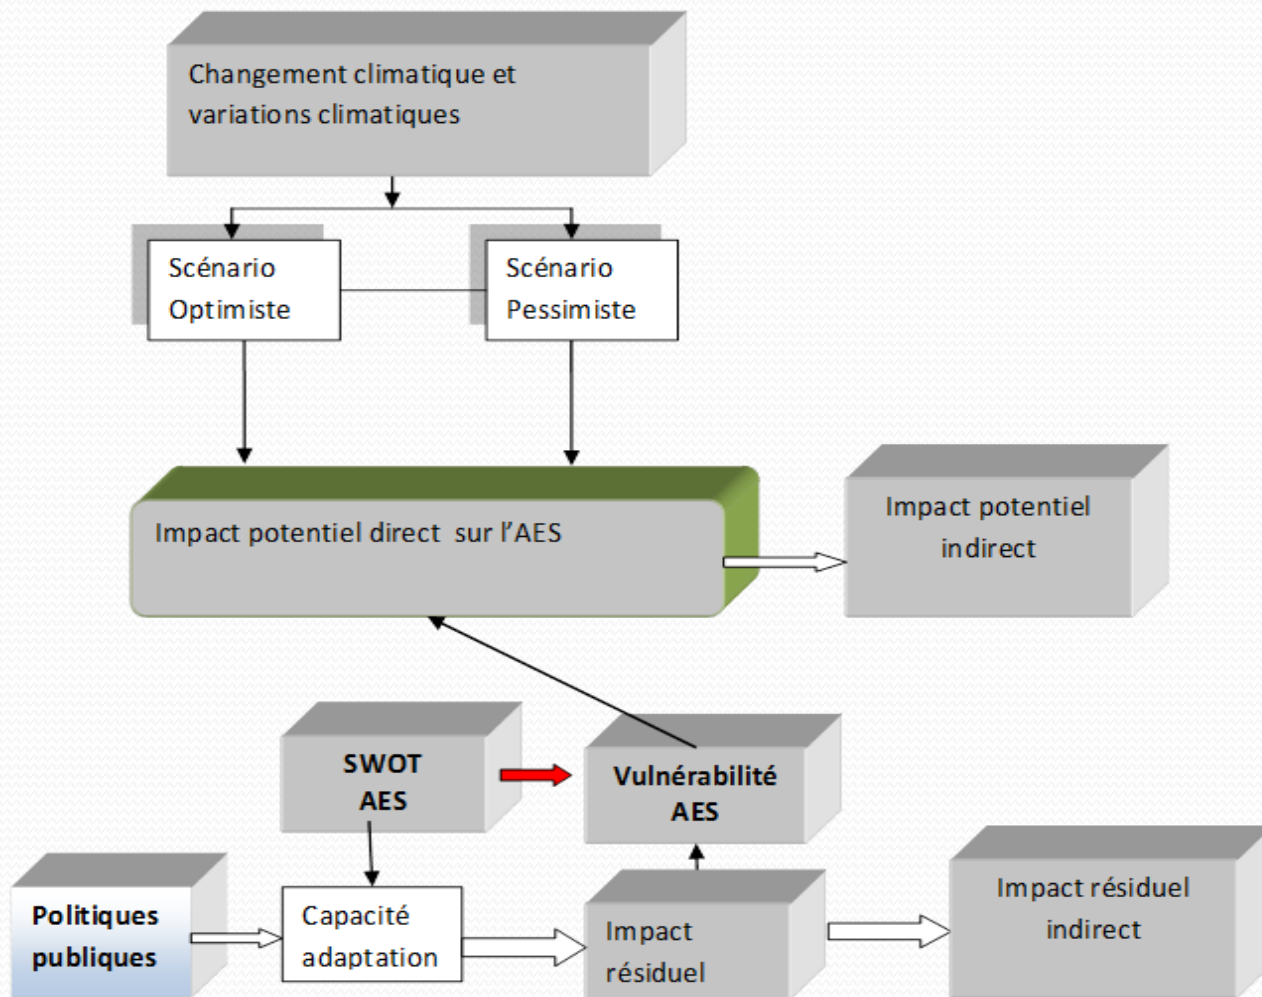 Changement climatique et
variations climatiques
Scénario
Optimiste
Scénario
Pessimiste
Impact potentiel direct sur l'AES
Impact potentiel
indirect
SWOT
AES
Vulnérabilité
AES
Politiques
publiques
Capacité
adaptation
Impact
résiduel
Impact résiduel
indirect